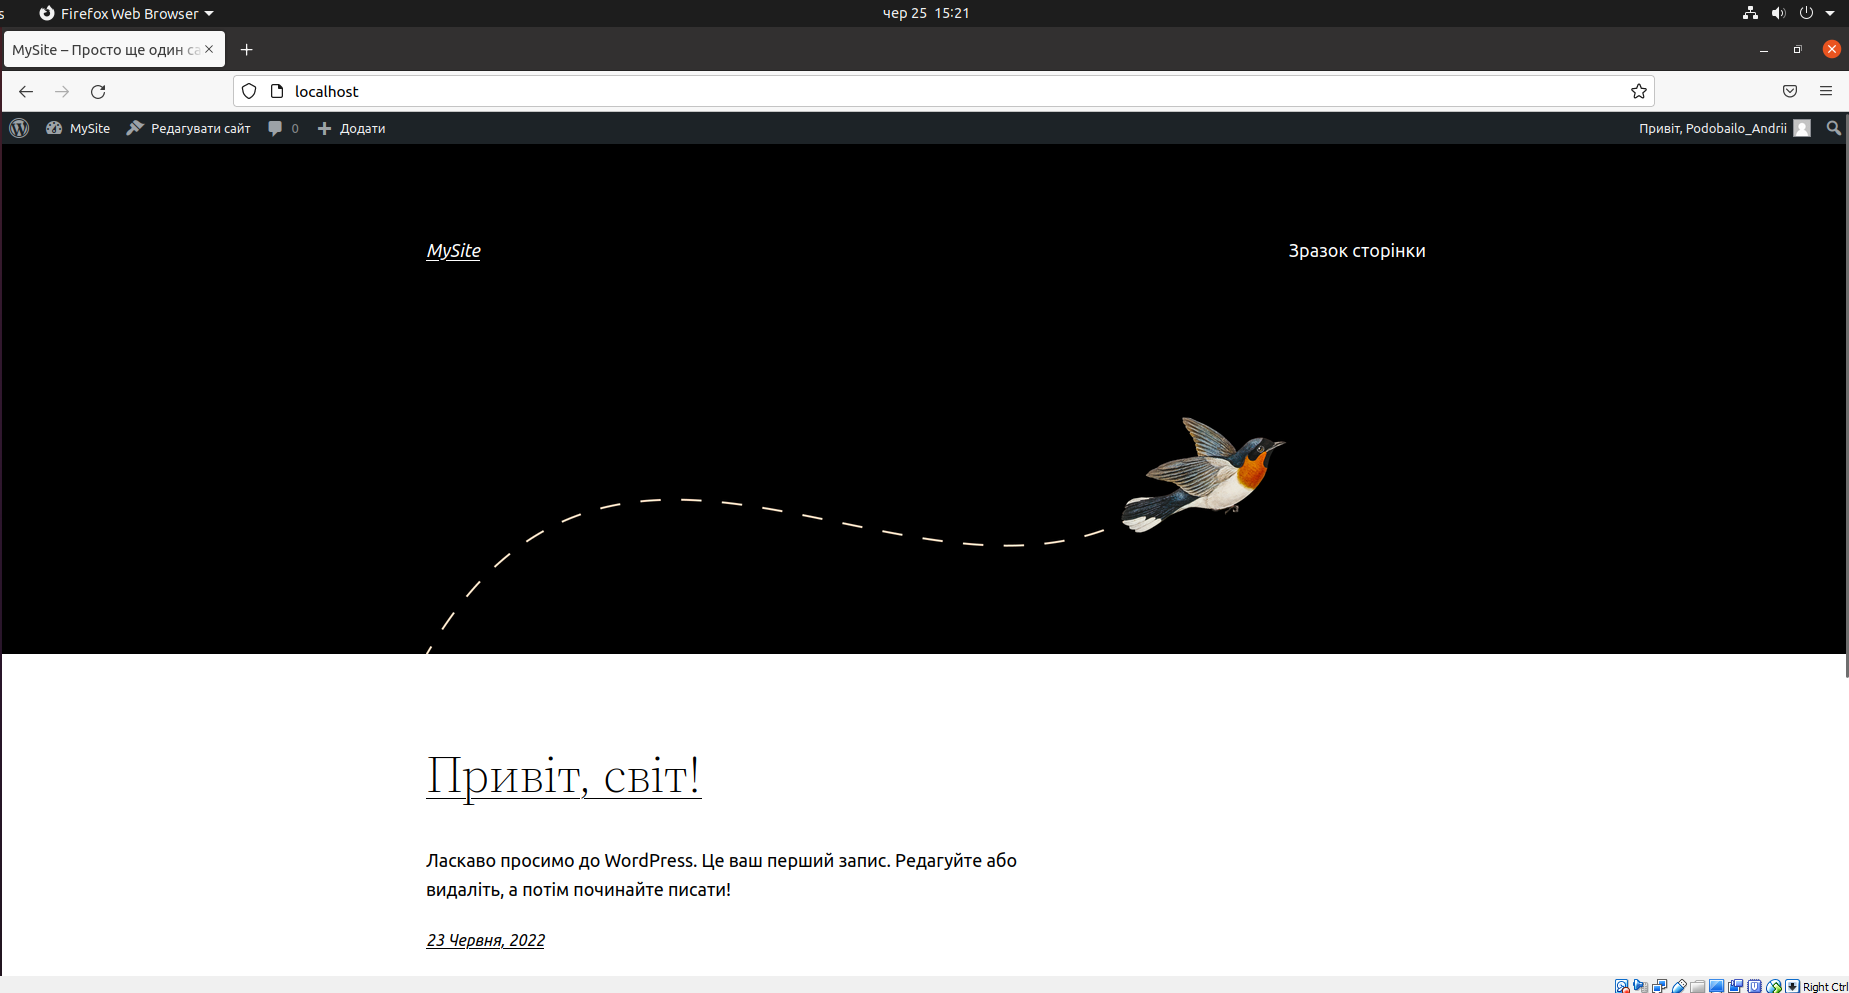 s Firefox Web Browser чер 25 15:21
MySite – Просто ще один са
localhost
MySite Редагувати сайт 0 Додати Привіт, Podobailo_Andrii
MySite Зразок сторінки
Привіт, світ!
Ласкаво просимо до WordPress. Це ваш перший запис. Редагуйте або
видаліть, а потім починайте писати!
23 Червня, 2022
Right Ctrl